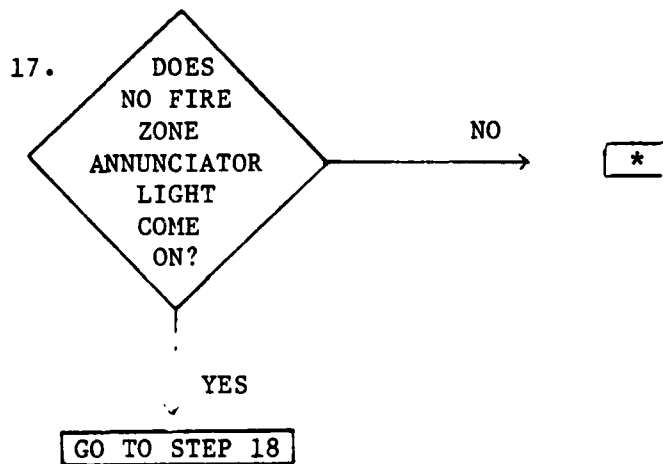 17.
DOES
NO FIRE
ZONE
ANNUNCIATOR
LIGHT
COME
ON?
NO
*
YES
GO TO STEP 18